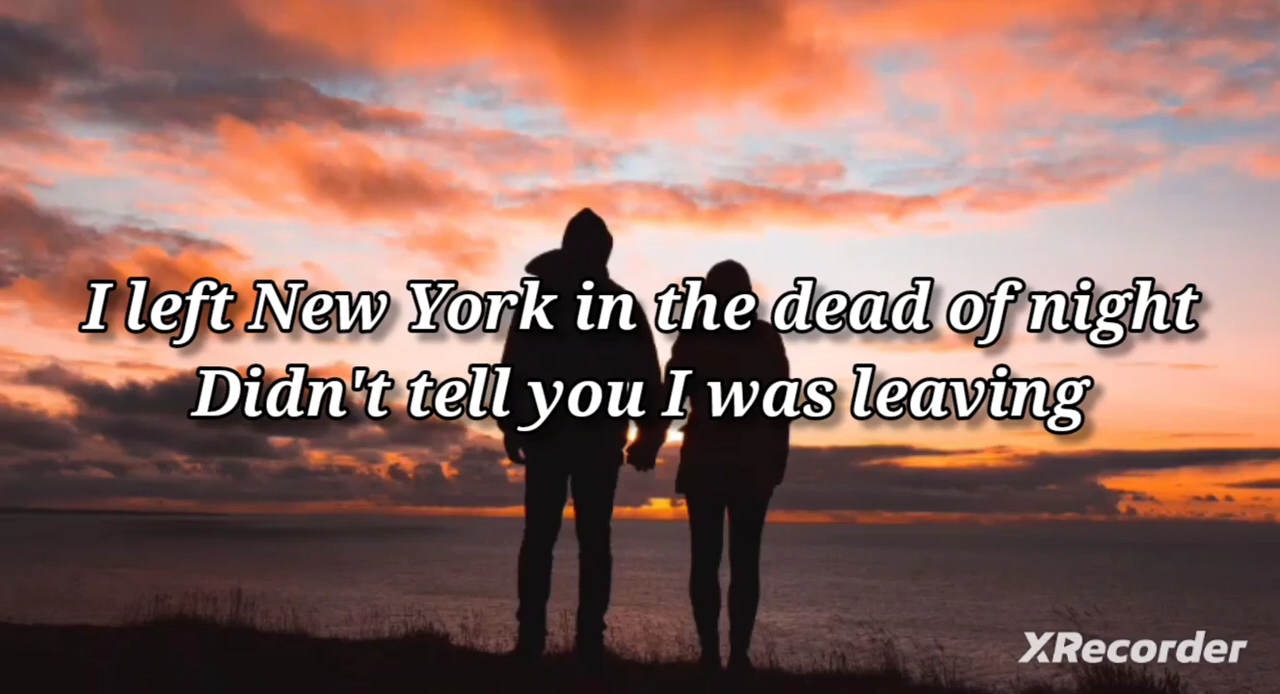 I left New York in the dead of night
Didn't tell you I was leaving
XRecorder